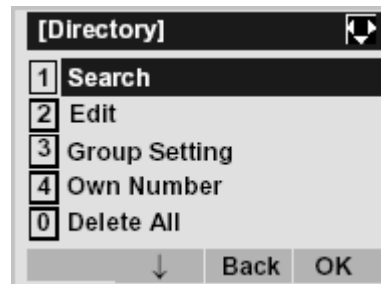 [Directory]
1 Search
2 Edit
3 Group Setting
4 Own Number
0 Delete All
↓ Back OK